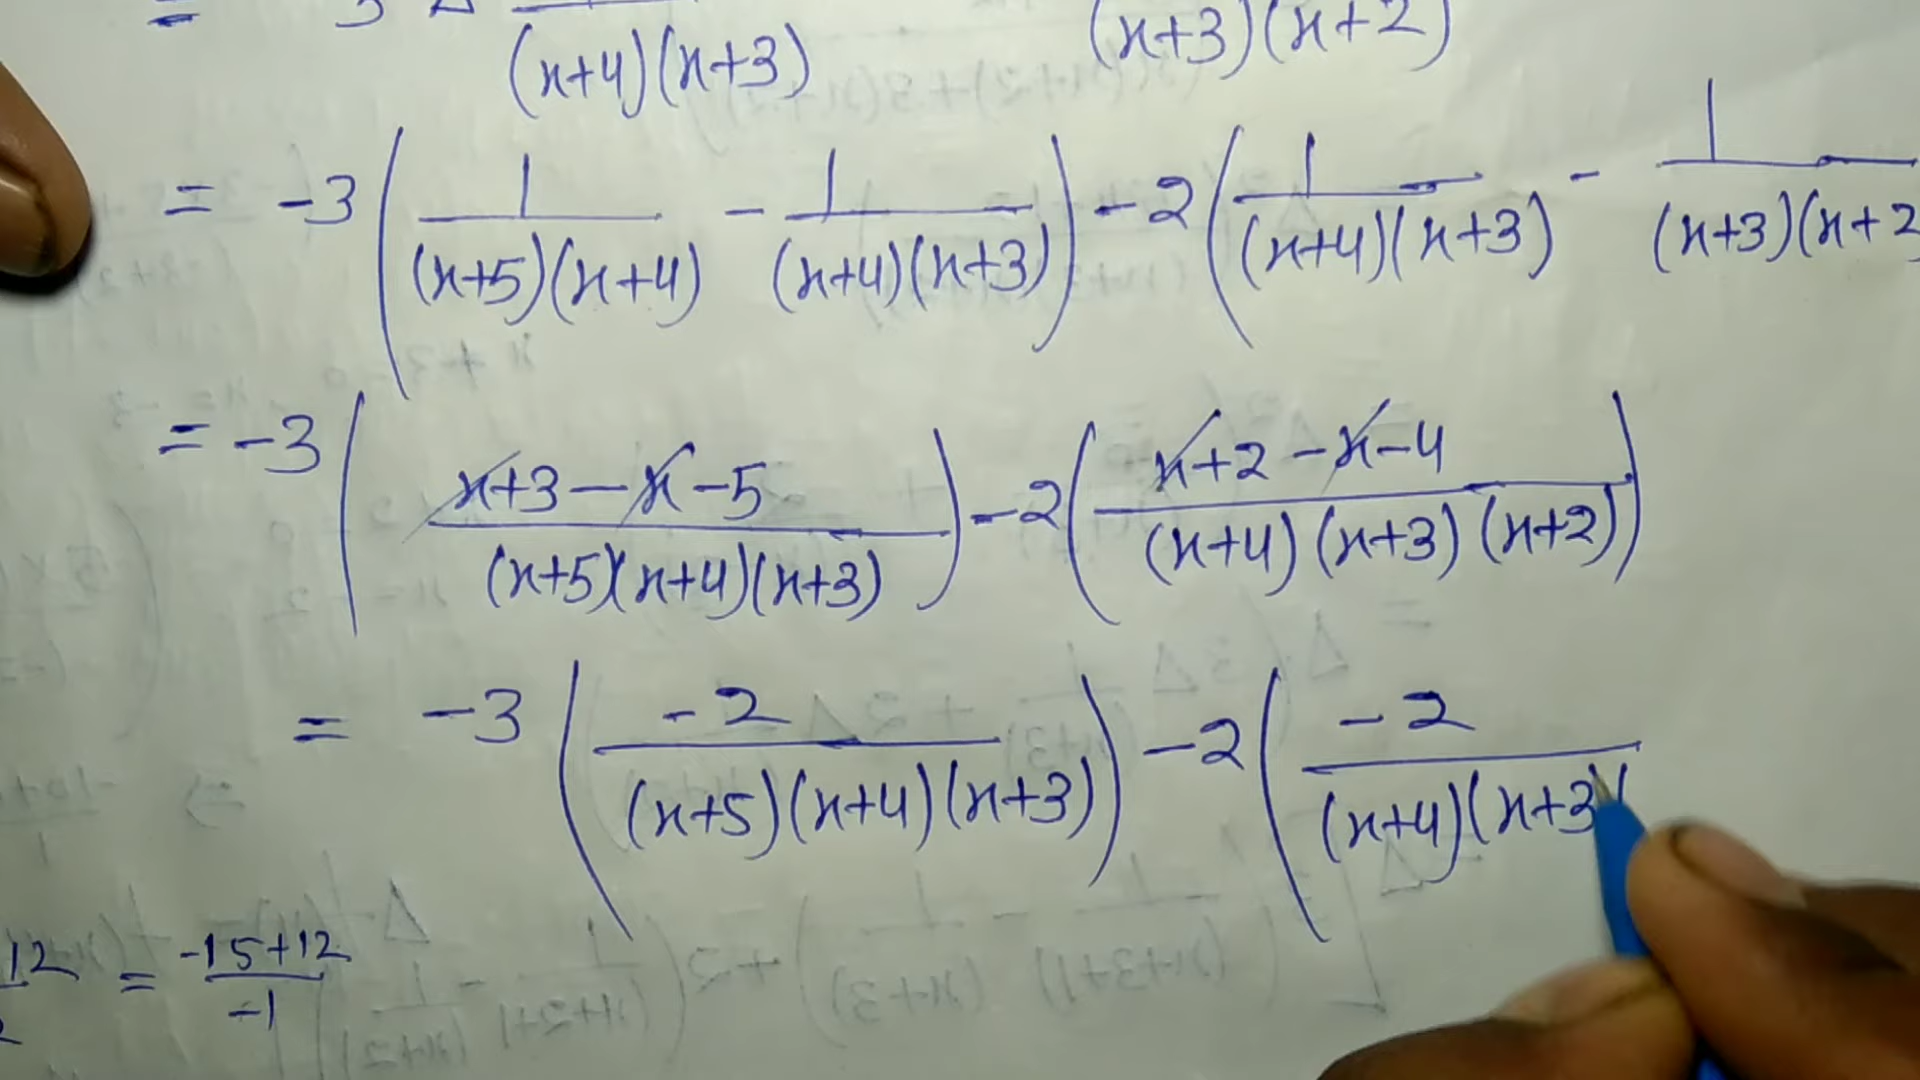 (x+4)(x+3) (x+3)(x+2)
= -3 ( 1/((x+5)(x+4)) - 1/((x+4)(x+3)) ) -2 ( 1/((x+4)(x+3)) - 1/((x+3)(x+2
= -3 ( (x+3-x-5)/((x+5)(x+4)(x+3)) ) -2 ( (x+2-x-4)/((x+4)(x+3)(x+2)) )
= -3 ( -2/((x+5)(x+4)(x+3)) ) -2 ( -2/((x+4)(x+3)(
12 = (-15+12)/(-1)